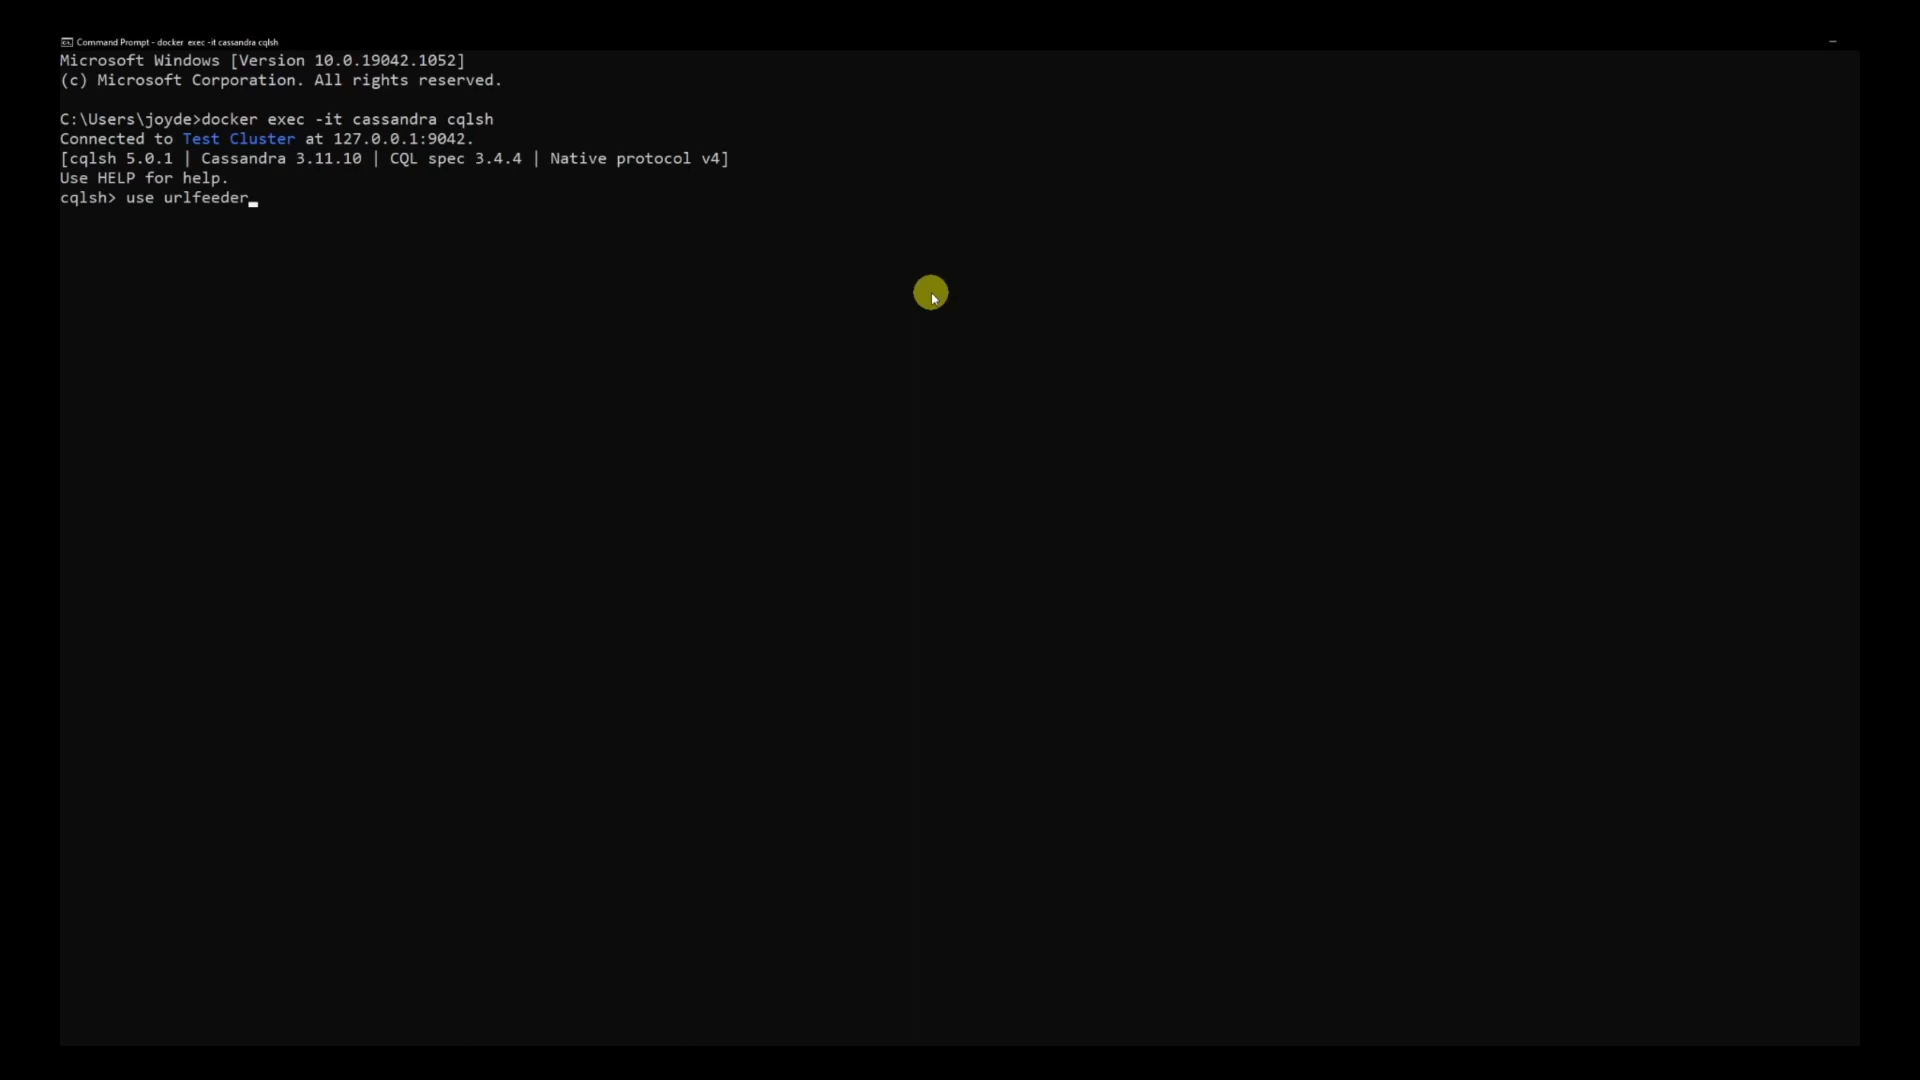 Command Prompt - docker exec -it cassandra cqlsh
Microsoft Windows [Version 10.0.19042.1052]
(c) Microsoft Corporation. All rights reserved.
C:\Users\joyde>docker exec -it cassandra cqlsh
Connected to Test Cluster at 127.0.0.1:9042.
[cqlsh 5.0.1 | Cassandra 3.11.10 | CQL spec 3.4.4 | Native protocol v4]
Use HELP for help.
cqlsh> use urlfeeder